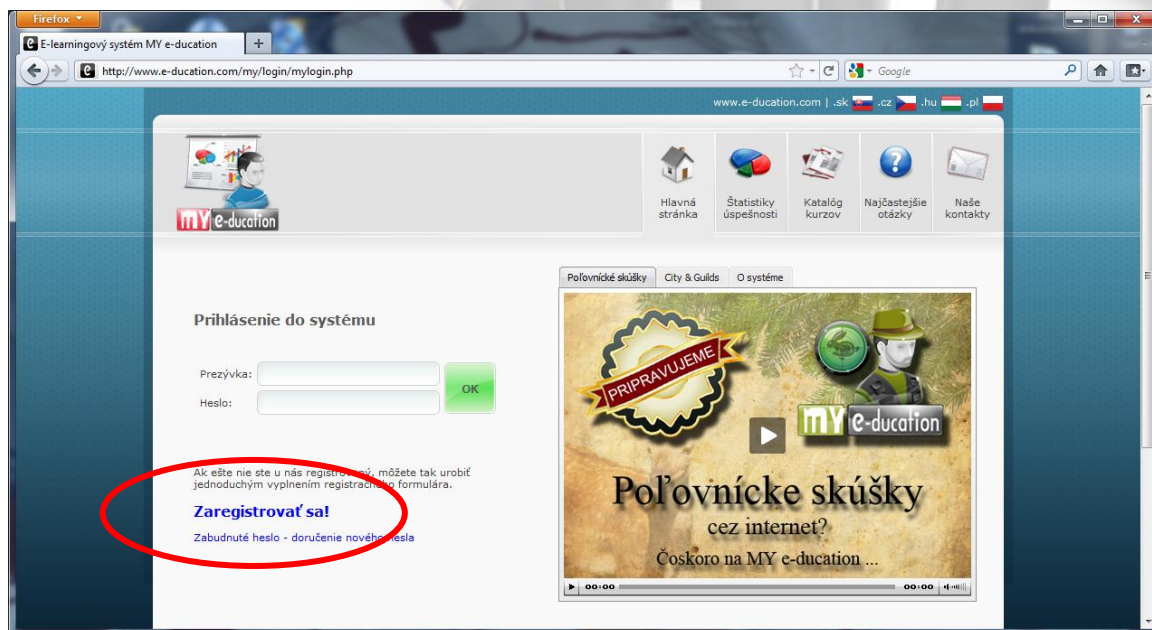 Firefox
E-learningový systém MY e-ducation
http://www.e-ducation.com/my/login/mylogin.php
Google
www.e-ducation.com | .sk .cz .hu .pl
mY e-ducation
Hlavná stránka
Štatistiky úspešnosti
Katalóg kurzov
Najčastejšie otázky
Naše kontakty
Poľovnícké skúšky City & Guilds O systéme
Prihlásenie do systému
Prezývka:
Heslo:
OK
Ak ešte nie ste u nás registrovaný, môžete tak urobiť
jednoduchým vyplnením registračného formulára.
Zaregistrovať sa!
Zabudnuté heslo - doručenie nového hesla
PRIPRAVUJEME
mY e-ducation
Poľovnícke skúšky
cez internet?
Čoskoro na MY e-ducation ...
00:00 00:00